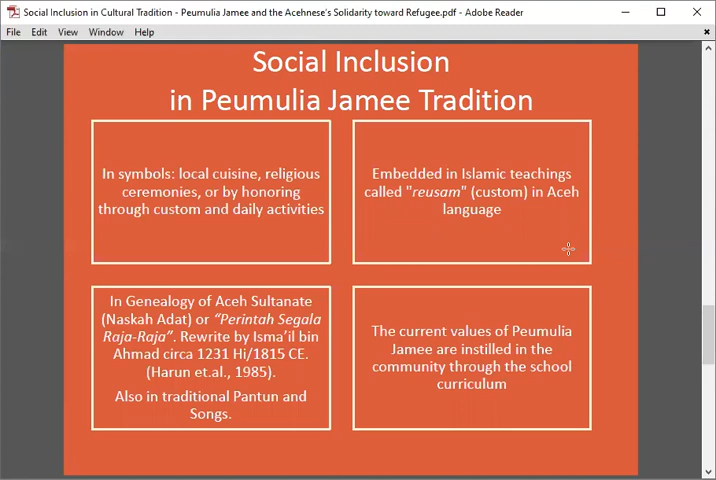 Social Inclusion in Cultural Tradition - Peumulia Jamee and the Acehnese's Solidarity toward Refugee.pdf - Adobe Reader
File Edit View Window Help
Social Inclusion
in Peumulia Jamee Tradition
In symbols: local cuisine, religious
ceremonies, or by honoring
through custom and daily activities
Embedded in Islamic teachings
called "reusam" (custom) in Aceh
language
In Genealogy of Aceh Sultanate
(Naskah Adat) or “Perintah Segala
Raja-Raja”. Rewrite by Isma’il bin
Ahmad circa 1231 Hi/1815 CE.
(Harun et.al., 1985).
Also in traditional Pantun and
Songs.
The current values of Peumulia
Jamee are instilled in the
community through the school
curriculum